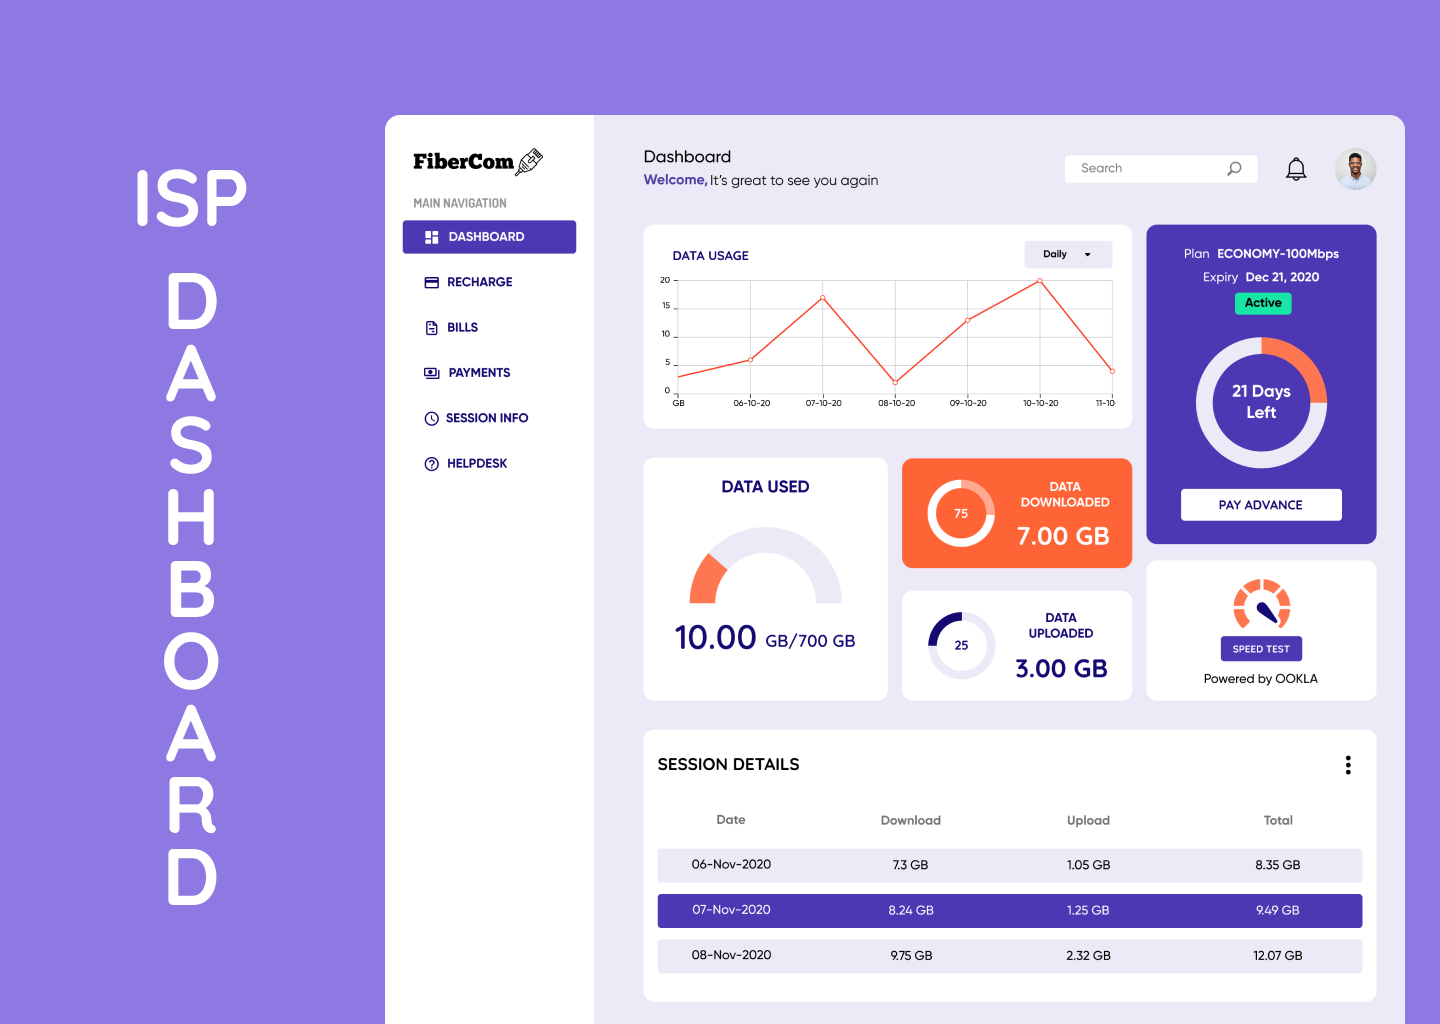 ISP
DASHBOARD
FiberCom
MAIN NAVIGATION
DASHBOARD
RECHARGE
BILLS
PAYMENTS
SESSION INFO
HELPDESK
Dashboard
Welcome, It's great to see you again
Search
DATA USAGE
Daily
20
15
10
5
0
GB 06-10-20 07-10-20 08-10-20 09-10-20 10-10-20 11-10-
Plan ECONOMY-100Mbps
Expiry Dec 21, 2020
Active
21 Days
Left
PAY ADVANCE
DATA USED
10.00 GB/700 GB
75
DATA
DOWNLOADED
7.00 GB
25
DATA
UPLOADED
3.00 GB
SPEED TEST
Powered by OOKLA
SESSION DETAILS
Date Download Upload Total
06-Nov-2020 7.3 GB 1.05 GB 8.35 GB
07-Nov-2020 8.24 GB 1.25 GB 9.49 GB
08-Nov-2020 9.75 GB 2.32 GB 12.07 GB